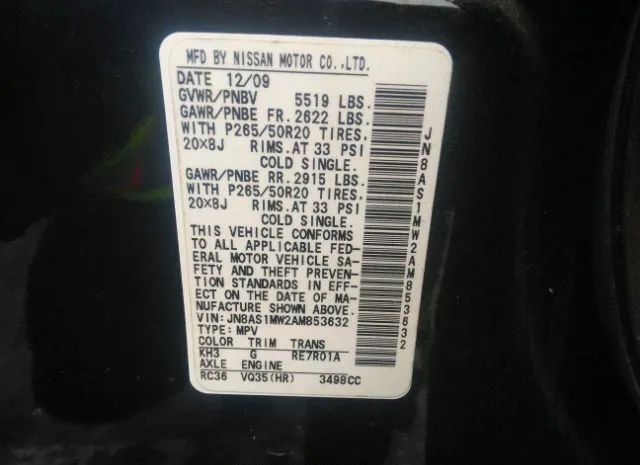 MFD BY NISSAN MOTOR CO.,LTD.
DATE 12/09
GVWR/PNBV 5519 LBS.
GAWR/PNBE FR. 2622 LBS.
WITH P265/50R20 TIRES.
20×8J RIMS. AT 33 PSI
COLD SINGLE.
GAWR/PNBE RR. 2915 LBS.
WITH P265/50R20 TIRES.
20×8J RIMS. AT 33 PSI
COLD SINGLE.
THIS VEHICLE CONFORMS
TO ALL APPLICABLE FED-
ERAL MOTOR VEHICLE SA-
FETY AND THEFT PREVEN-
TION STANDARDS IN EFF-
ECT ON THE DATE OF MA-
NUFACTURE SHOWN ABOVE.
VIN: JN8AS1MW2AM853632
TYPE: MPV
COLOR TRIM TRANS
KH3 G RE7R01A
AXLE ENGINE
RC36 VQ35(HR) 3498CC
JN8AS1MW2AM853632